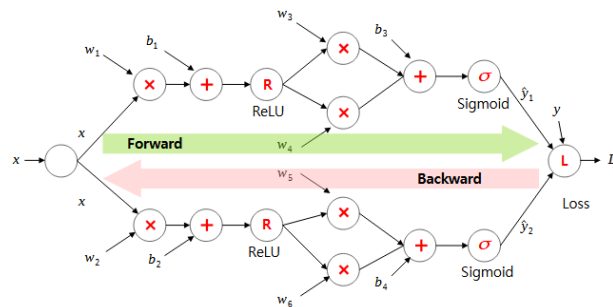 w₃
w₁ b₁ × b₃
× + R + σ
ReLU × Sigmoid ŷ₁ y
x w₄
Forward
x L L
w₅ Backward
x × Loss
× + R + σ ŷ₂
w₂ b₂ ReLU × b₄ Sigmoid
w₆